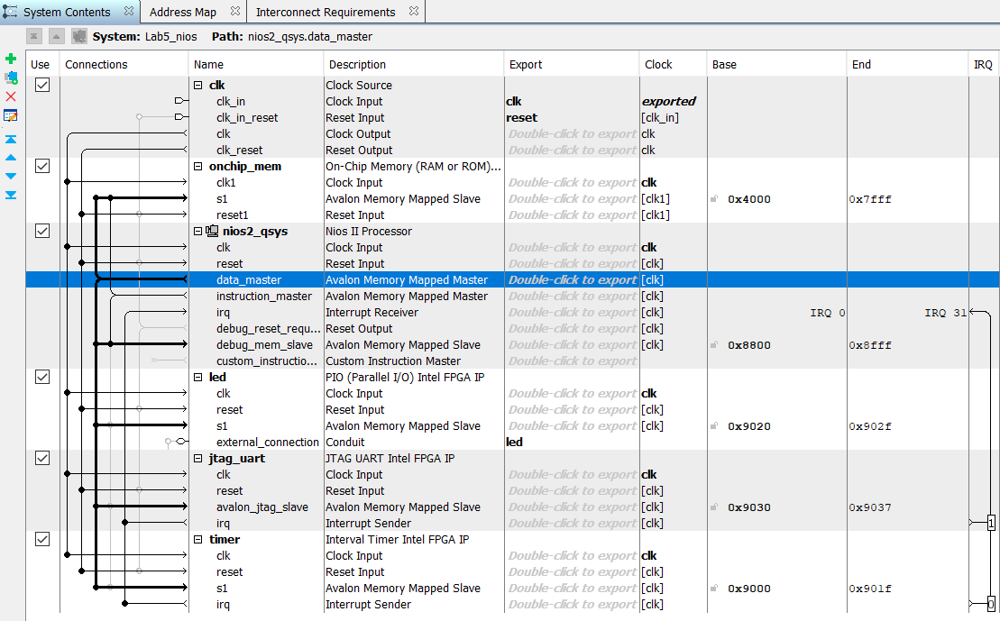 System Contents Address Map Interconnect Requirements
System: Lab5_nios Path: nios2_qsys.data_master
Use Connections Name Description Export Clock Base End IRQ
clk Clock Source
clk_in Clock Input clk exported
clk_in_reset Reset Input reset [clk_in]
clk Clock Output Double-click to export clk
clk_reset Reset Output Double-click to export clk
onchip_mem On-Chip Memory (RAM or ROM)...
clk1 Clock Input Double-click to export clk
s1 Avalon Memory Mapped Slave Double-click to export [clk1] 0x4000 0x7fff
reset1 Reset Input Double-click to export [clk1]
nios2_qsys Nios II Processor
clk Clock Input Double-click to export clk
reset Reset Input Double-click to export [clk]
data_master Avalon Memory Mapped Master Double-click to export [clk]
instruction_master Avalon Memory Mapped Master Double-click to export [clk]
irq Interrupt Receiver Double-click to export [clk] IRQ 0 IRQ 31
debug_reset_requ... Reset Output Double-click to export [clk]
debug_mem_slave Avalon Memory Mapped Slave Double-click to export [clk] 0x8800 0x8fff
custom_instructio... Custom Instruction Master Double-click to export
led PIO (Parallel I/O) Intel FPGA IP
clk Clock Input Double-click to export clk
reset Reset Input Double-click to export [clk]
s1 Avalon Memory Mapped Slave Double-click to export [clk] 0x9020 0x902f
external_connection Conduit led
jtag_uart JTAG UART Intel FPGA IP
clk Clock Input Double-click to export clk
reset Reset Input Double-click to export [clk]
avalon_jtag_slave Avalon Memory Mapped Slave Double-click to export [clk] 0x9030 0x9037
irq Interrupt Sender Double-click to export [clk] 1
timer Interval Timer Intel FPGA IP
clk Clock Input Double-click to export clk
reset Reset Input Double-click to export [clk]
s1 Avalon Memory Mapped Slave Double-click to export [clk] 0x9000 0x901f
irq Interrupt Sender Double-click to export [clk] 0